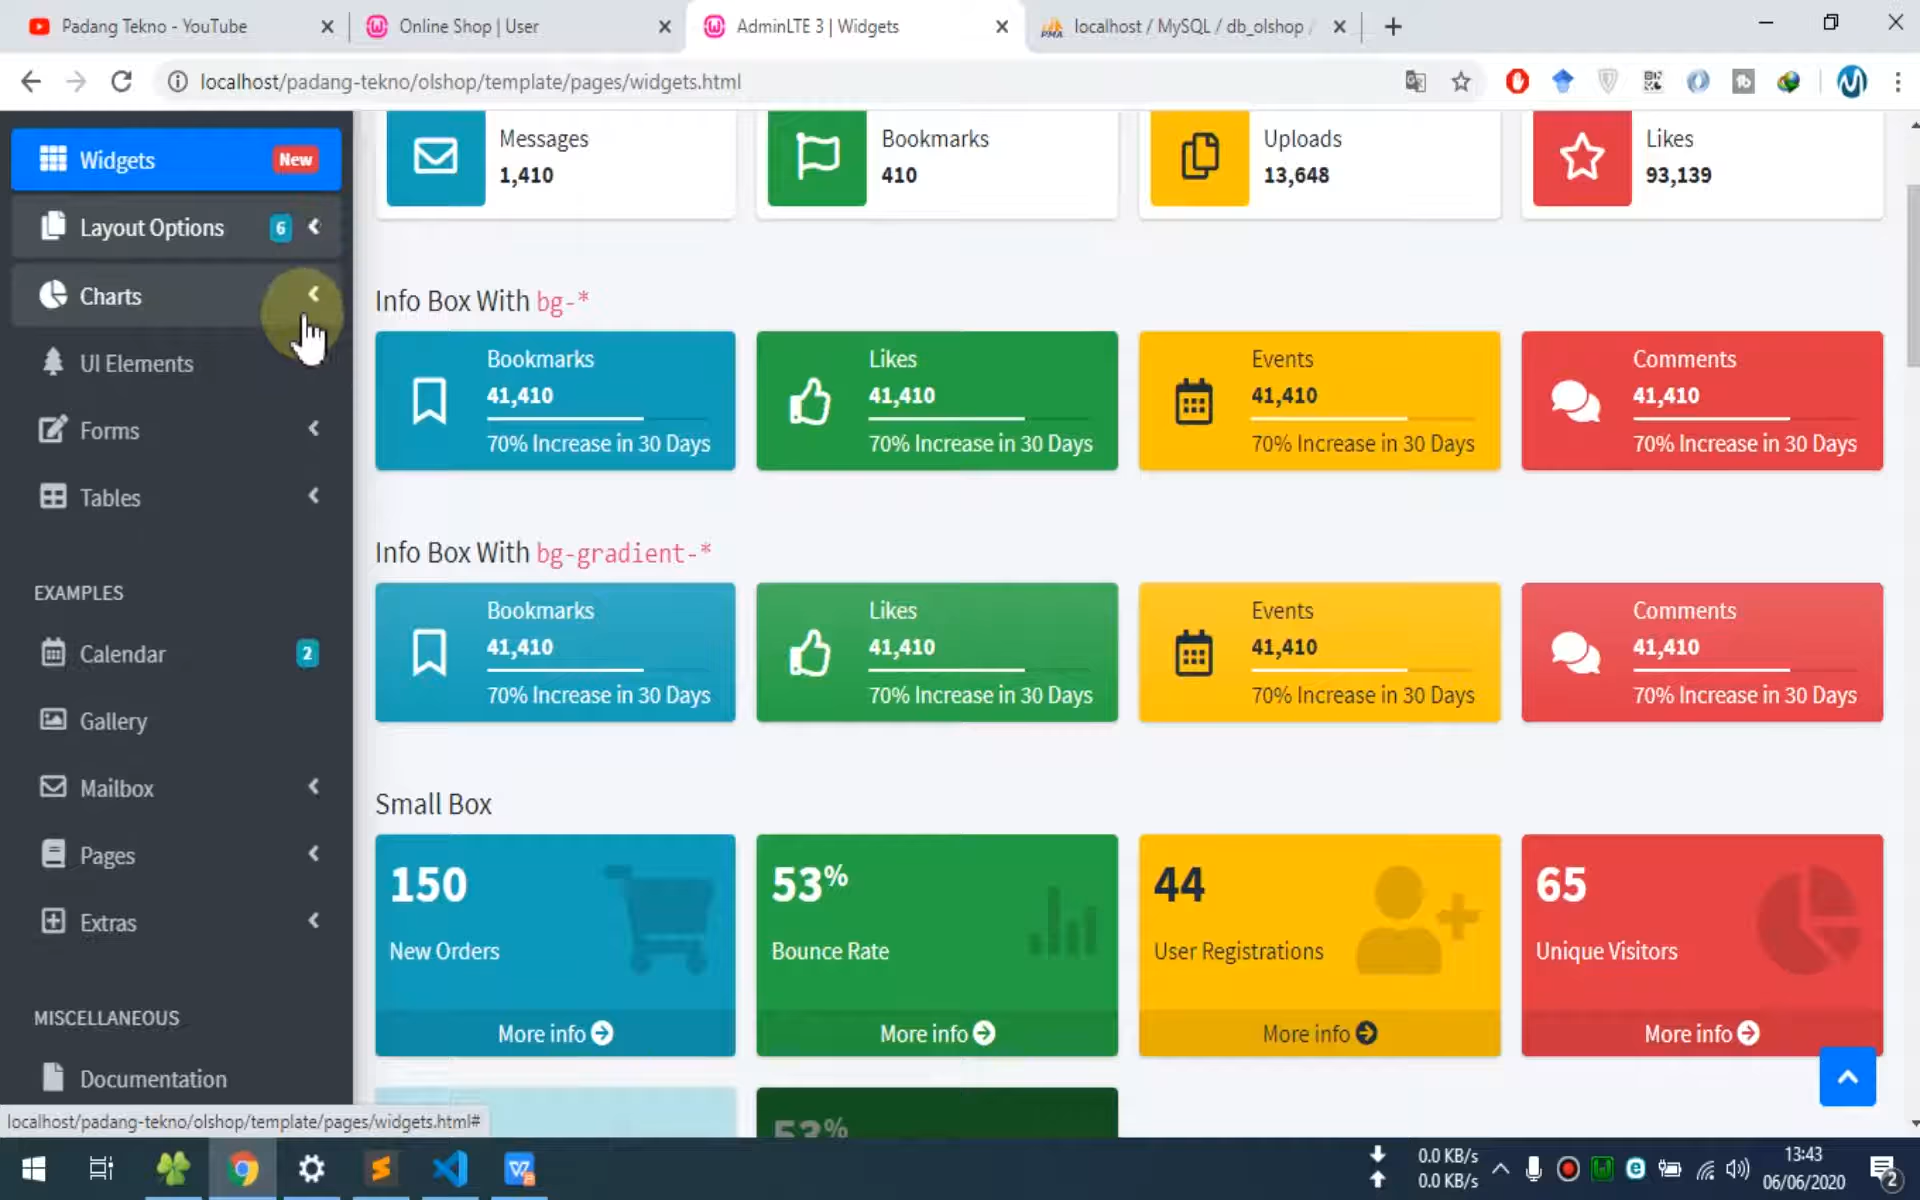 Padang Tekno - YouTube
Online Shop | User
AdminLTE 3 | Widgets
PMA
localhost / MySQL / db_olshop /
localhost/padang-tekno/olshop/template/pages/widgets.html
Widgets
New
Layout Options
6
Charts
UI Elements
Forms
Tables
EXAMPLES
Calendar
2
Gallery
Mailbox
Pages
Extras
MISCELLANEOUS
Documentation
Messages
1,410
Bookmarks
410
Uploads
13,648
Likes
93,139
Info Box With bg-*
Bookmarks
41,410
70% Increase in 30 Days
Likes
41,410
70% Increase in 30 Days
Events
41,410
70% Increase in 30 Days
Comments
41,410
70% Increase in 30 Days
Info Box With bg-gradient-*
Bookmarks
41,410
70% Increase in 30 Days
Likes
41,410
70% Increase in 30 Days
Events
41,410
70% Increase in 30 Days
Comments
41,410
70% Increase in 30 Days
Small Box
150
New Orders
More info
53%
Bounce Rate
More info
44
User Registrations
More info
65
Unique Visitors
More info
53%
localhost/padang-tekno/olshop/template/pages/widgets.html#
0.0 KB/s
0.0 KB/s
13:43
06/06/2020
2